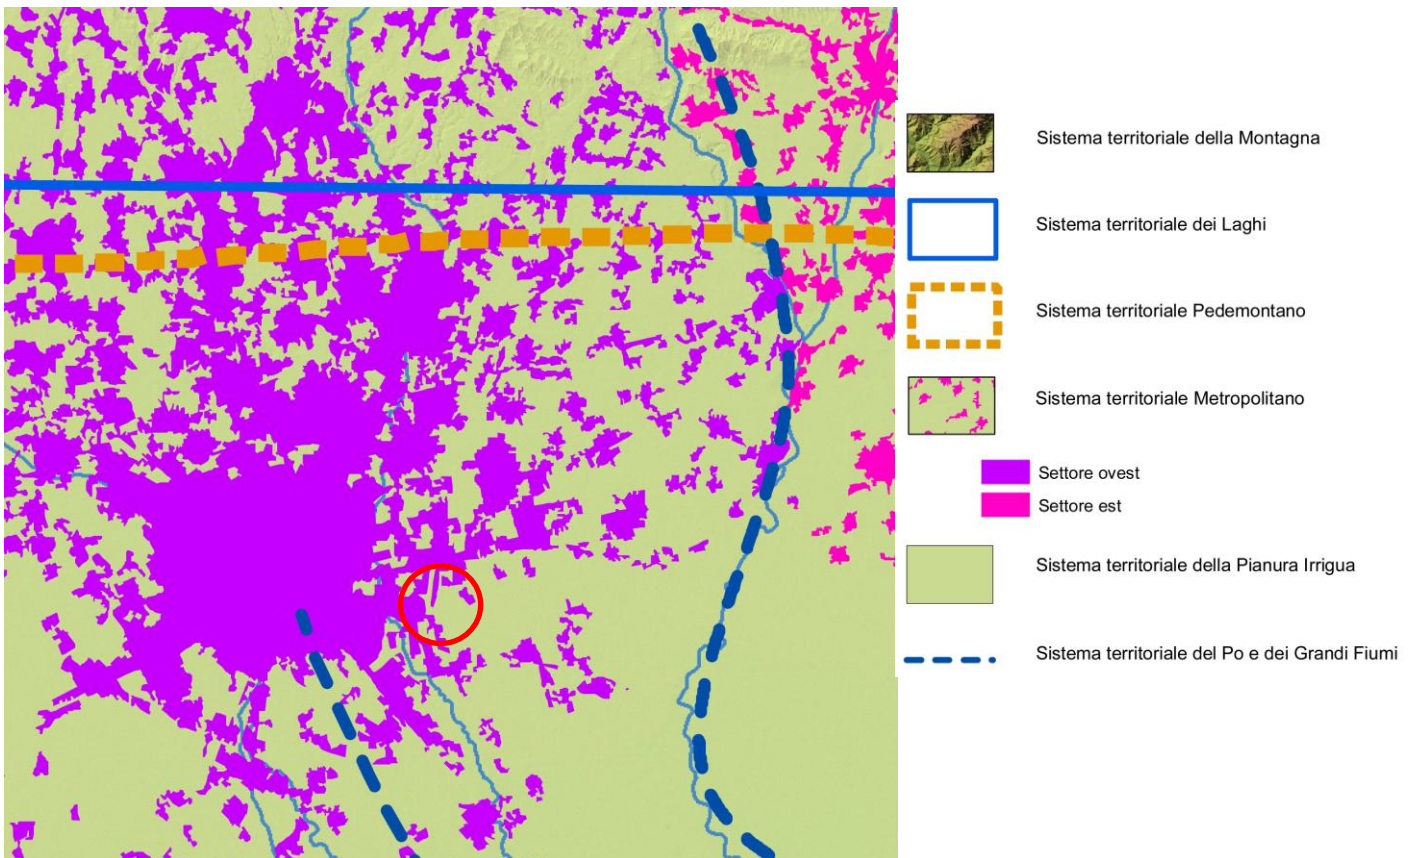 Sistema territoriale della Montagna
Sistema territoriale dei Laghi
Sistema territoriale Pedemontano
Sistema territoriale Metropolitano
Settore ovest
Settore est
Sistema territoriale della Pianura Irrigua
Sistema territoriale del Po e dei Grandi Fiumi